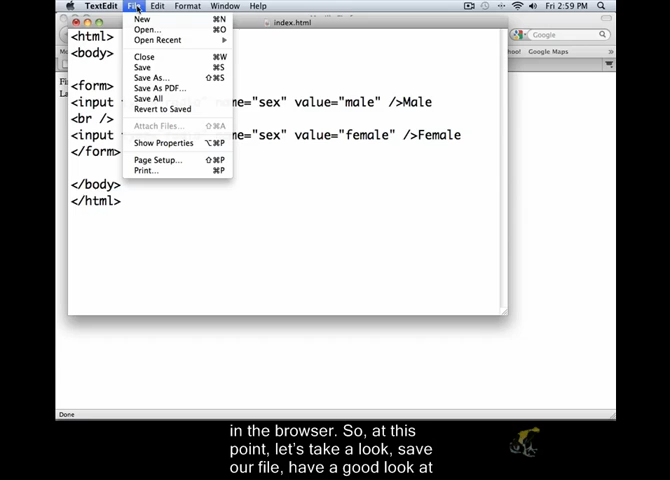 TextEdit File Edit Format Window Help Fri 2:59 PM
index.html
New ⌘N
Open... ⌘O
Open Recent
Close ⌘W
Save ⌘S
Save As... ⇧⌘S
Save As PDF...
Save All
Revert to Saved
Attach Files... ⇧⌘A
Show Properties ⌥⌘P
Page Setup... ⇧⌘P
Print... ⌘P
Google
Google Maps
<html>
<body>
<form>
<input name="sex" value="male" />Male
<br />
<input name="sex" value="female" />Female
</form>
</body>
</html>
Done
in the browser. So, at this
point, let's take a look, save
our file, have a good look at